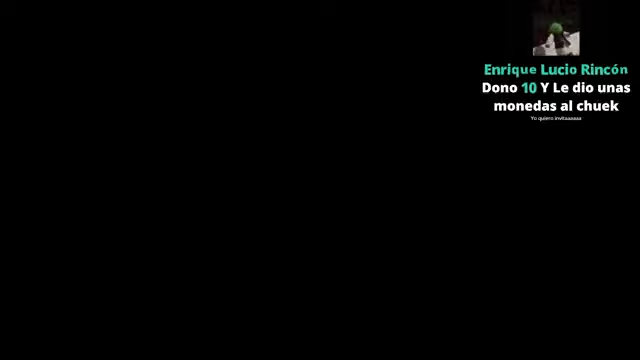 Enrique Lucio Rincón
Dono 10 Y Le dio unas
monedas al chuek
Yo quiero invitaaaaaa